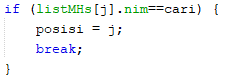 if (listMHs[j].nim==cari) {
posisi = j;
break;
}